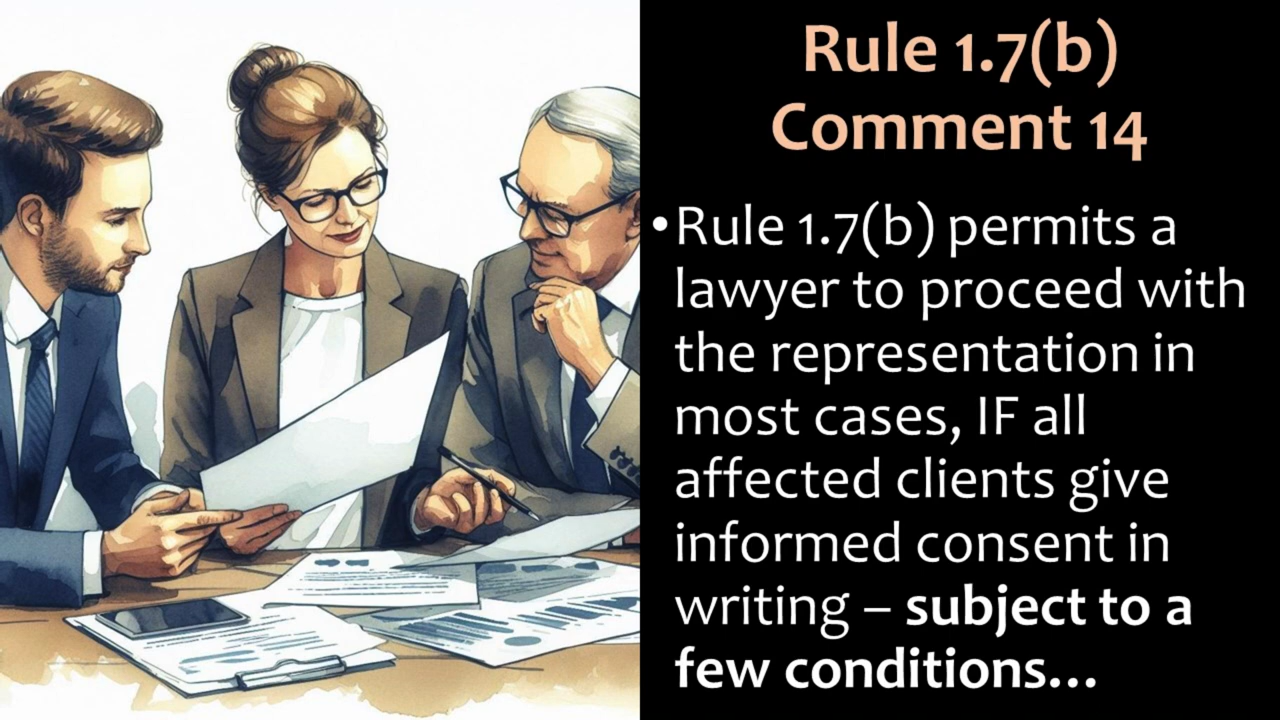 Rule 1.7(b)
Comment 14
•Rule 1.7(b) permits a
lawyer to proceed with
the representation in
most cases, IF all
affected clients give
informed consent in
writing – subject to a
few conditions…